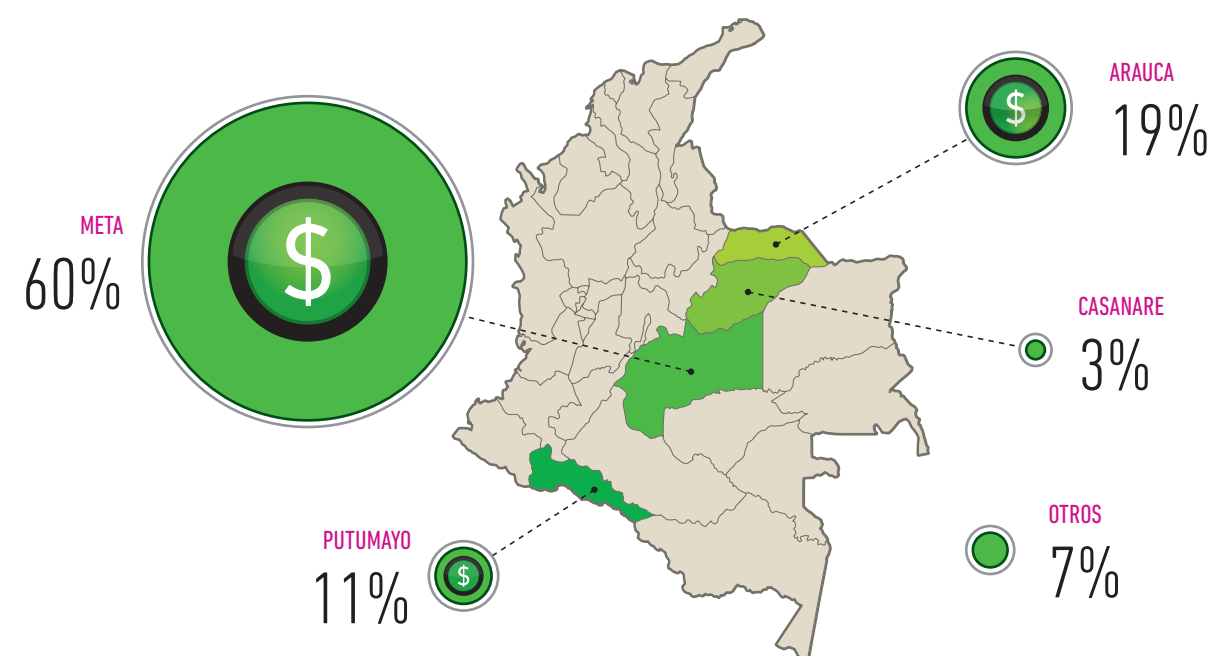 ARAUCA
19%
META
60%
CASANARE
3%
OTROS
7%
PUTUMAYO
11%
$
$
$